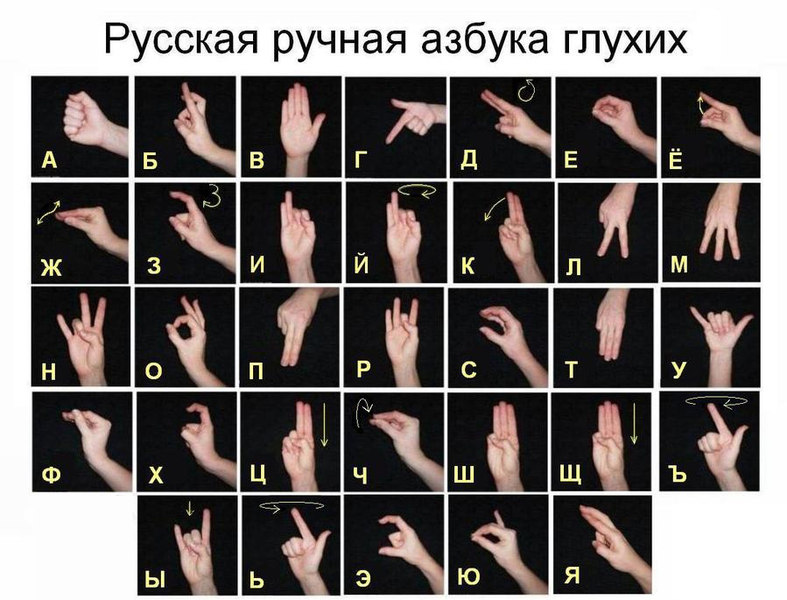 Русская ручная азбука глухих
А Б В Г Д Е Ё
Ж З И Й К Л М
Н О П Р С Т У
Ф Х Ц Ч Ш Щ Ъ
Ы Ь Э Ю Я